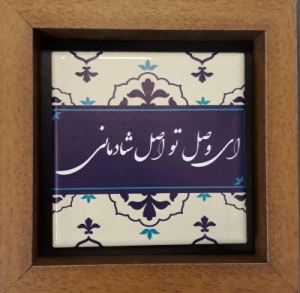 ای وصل تو اصل شادمانی